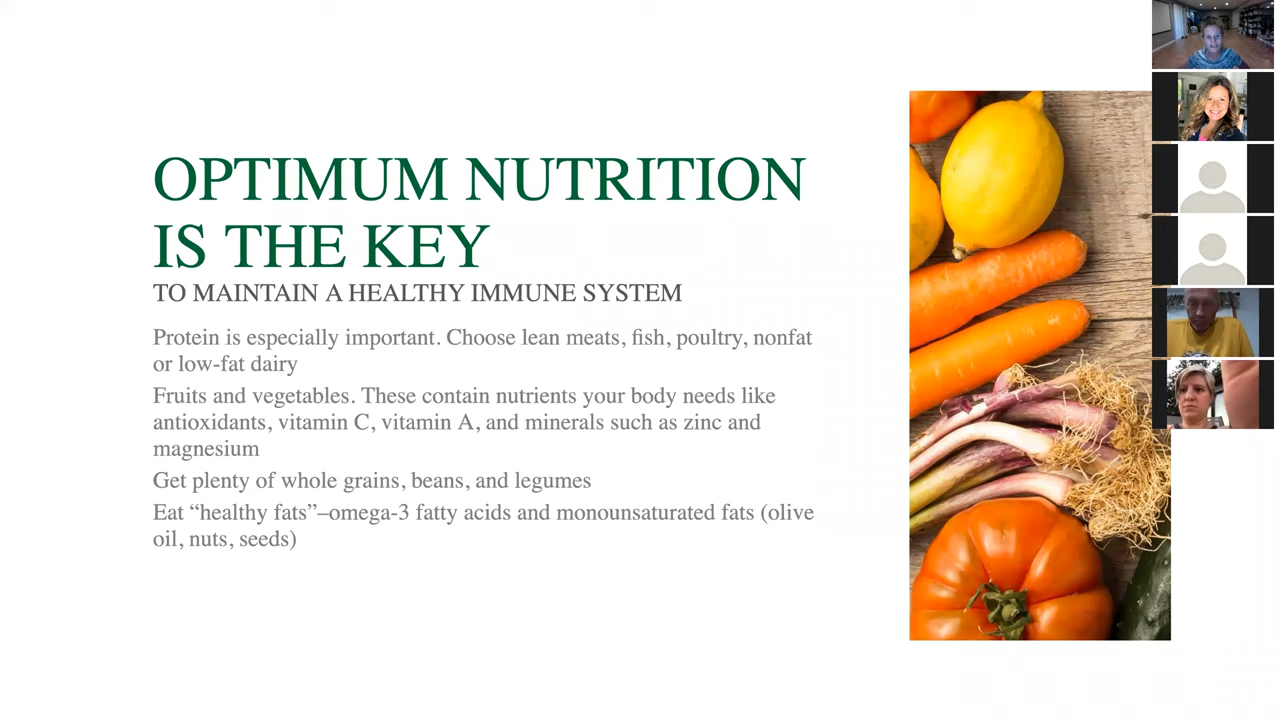 OPTIMUM NUTRITION
IS THE KEY
TO MAINTAIN A HEALTHY IMMUNE SYSTEM
Protein is especially important. Choose lean meats, fish, poultry, nonfat
or low-fat dairy
Fruits and vegetables. These contain nutrients your body needs like
antioxidants, vitamin C, vitamin A, and minerals such as zinc and
magnesium
Get plenty of whole grains, beans, and legumes
Eat “healthy fats”–omega-3 fatty acids and monounsaturated fats (olive
oil, nuts, seeds)